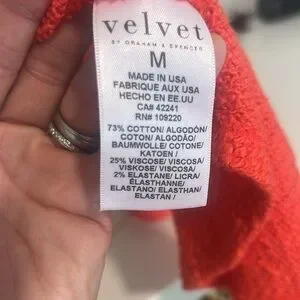 velvet
BY GRAHAM & SPENCER
M
MADE IN USA
FABRIQUE AUX USA
HECHO EN EE.UU
CA# 42241
RN# 109220
73% COTTON/ ALGODÓN/
COTON/ ALGODÃO/
BAUMWOLLE/ COTONE/
KATOEN /
25% VISCOSE/ VISCOSA/
VISKOSE/ VISCOSA/
2% ELASTANE/ LICRA/
ÉLASTHANNE/
ELASTANO/ ELASTHAN/
ELASTAN /